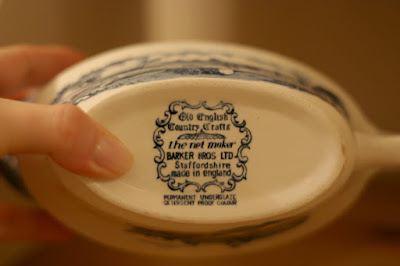 Old English
Country Crafts
the net maker
BARKER BROS LTD
Staffordshire
made in england
PERMANENT UNDERGLAZE
DETERGENT PROOF COLOUR